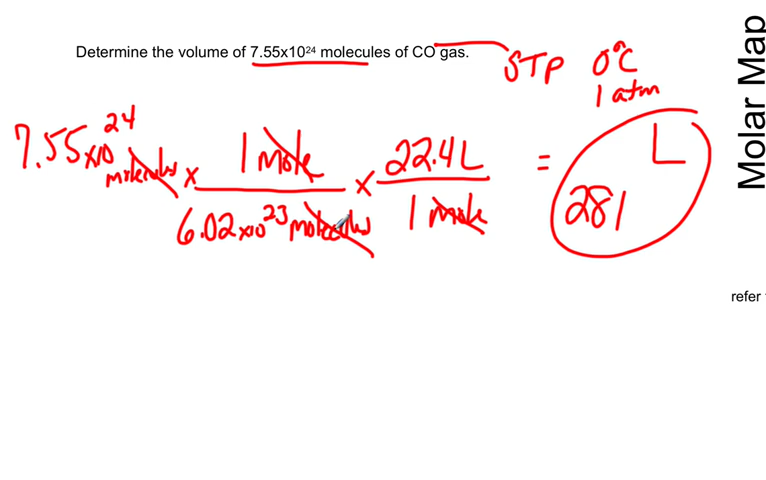 Determine the volume of 7.55x10²⁴ molecules of CO gas.
STP 0°C
1 atm
7.55x10²⁴ molecules x 1 mole / 6.02x10²³ molecules x 22.4 L / 1 mole = 281 L
Molar Map
refer